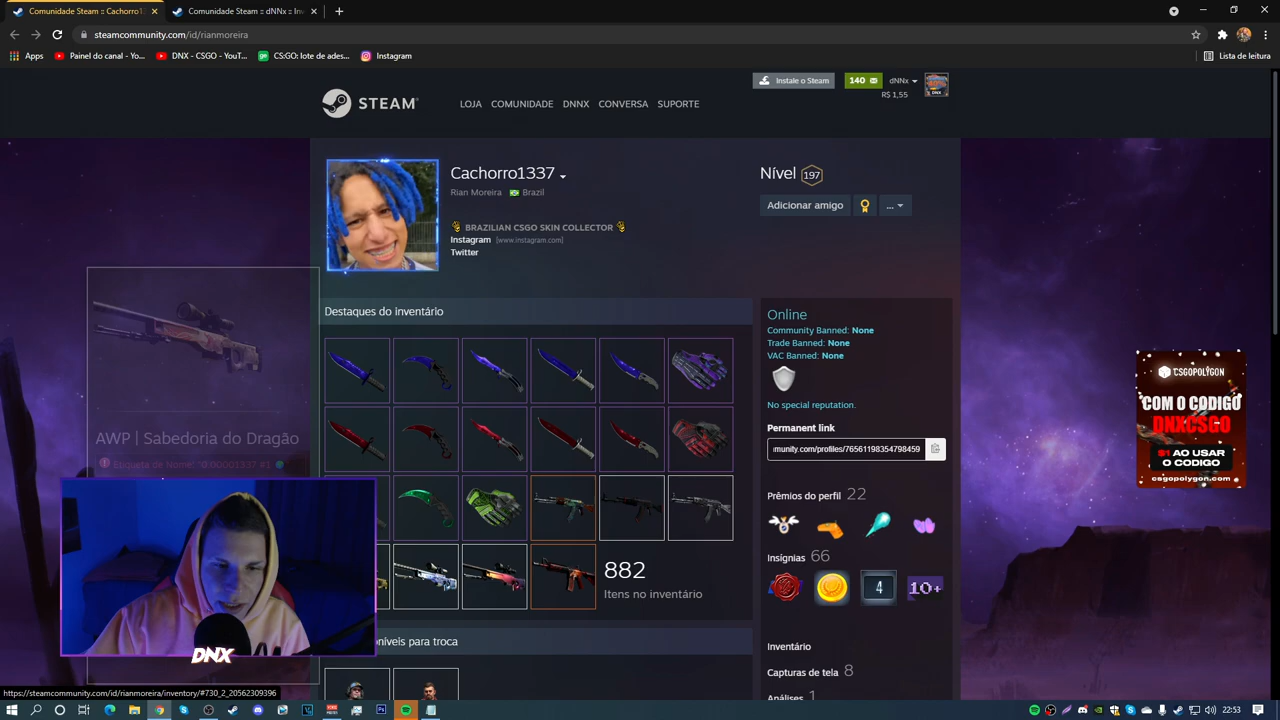 Comunidade Steam :: Cachorro1337
Comunidade Steam :: dNNx :: Inv
steamcommunity.com/id/rianmoreira
Apps
Painel do canal - Yo...
DNX - CSGO - YouT...
CS:GO: lote de ades...
Instagram
Lista de leitura
Instale o Steam
140
dNNx
R$ 1,55
STEAM
LOJA COMUNIDADE DNNX CONVERSA SUPORTE
Cachorro1337
Rian Moreira Brazil
BRAZILIAN CSGO SKIN COLLECTOR
Instagram [www.instagram.com]
Twitter
Nível 197
Adicionar amigo
...
Destaques do inventário
882
Itens no inventário
poníveis para troca
Online
Community Banned: None
Trade Banned: None
VAC Banned: None
No special reputation.
Permanent link
munity.com/profiles/76561198354798459
Prêmios do perfil 22
Insígnias 66
4
10+
Inventário
Capturas de tela 8
Análises 1
AWP | Sabedoria do Dragão
DNX
CSGOPOLYGON
COM O CODIGO
DNXCSGO
$1 AO USAR
O CODIGO
csgopolygon.com
https://steamcommunity.com/id/rianmoreira/inventory/#730_2_20562309396
22:53